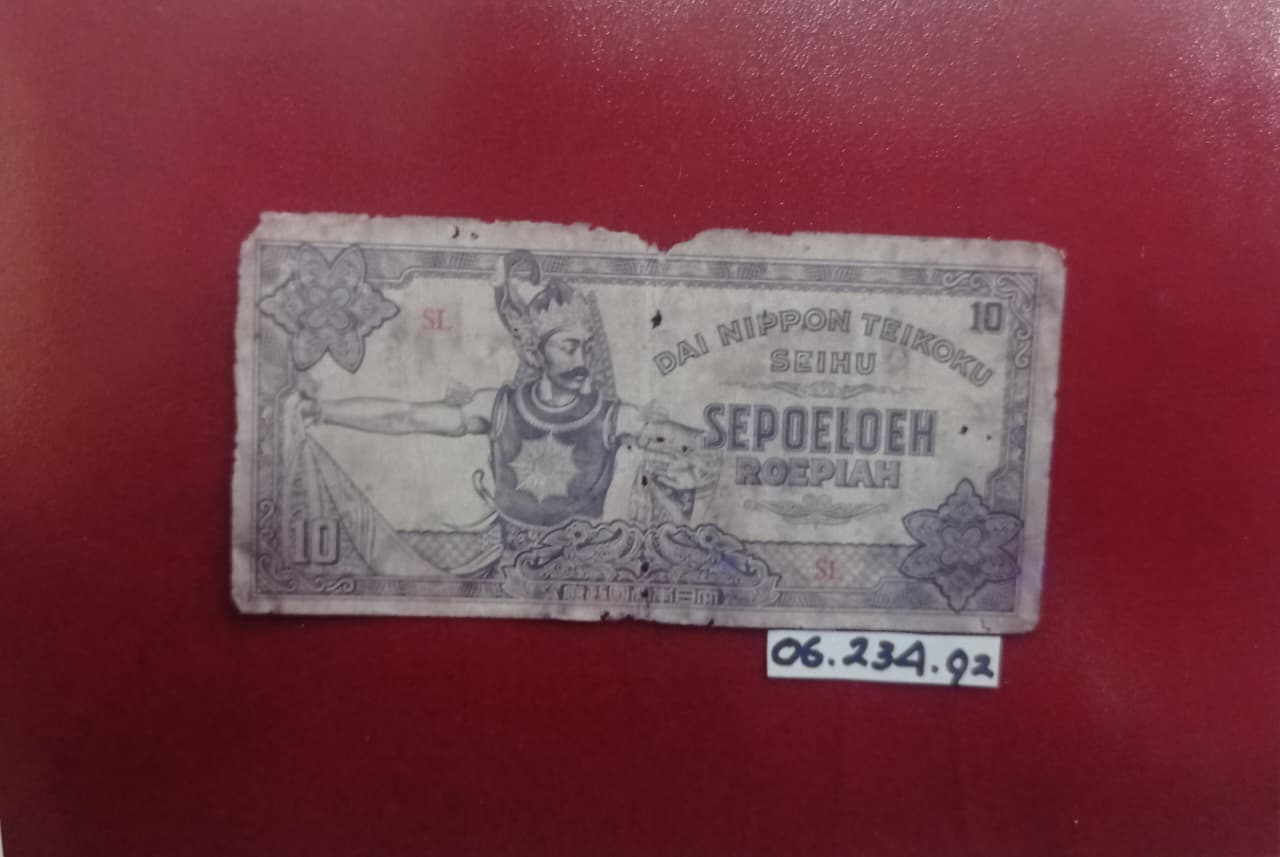 SL
10
DAI NIPPON TEIKOKU
SEIHU
SEPOELOEH
ROEPIAH
10
SL
06.234.92